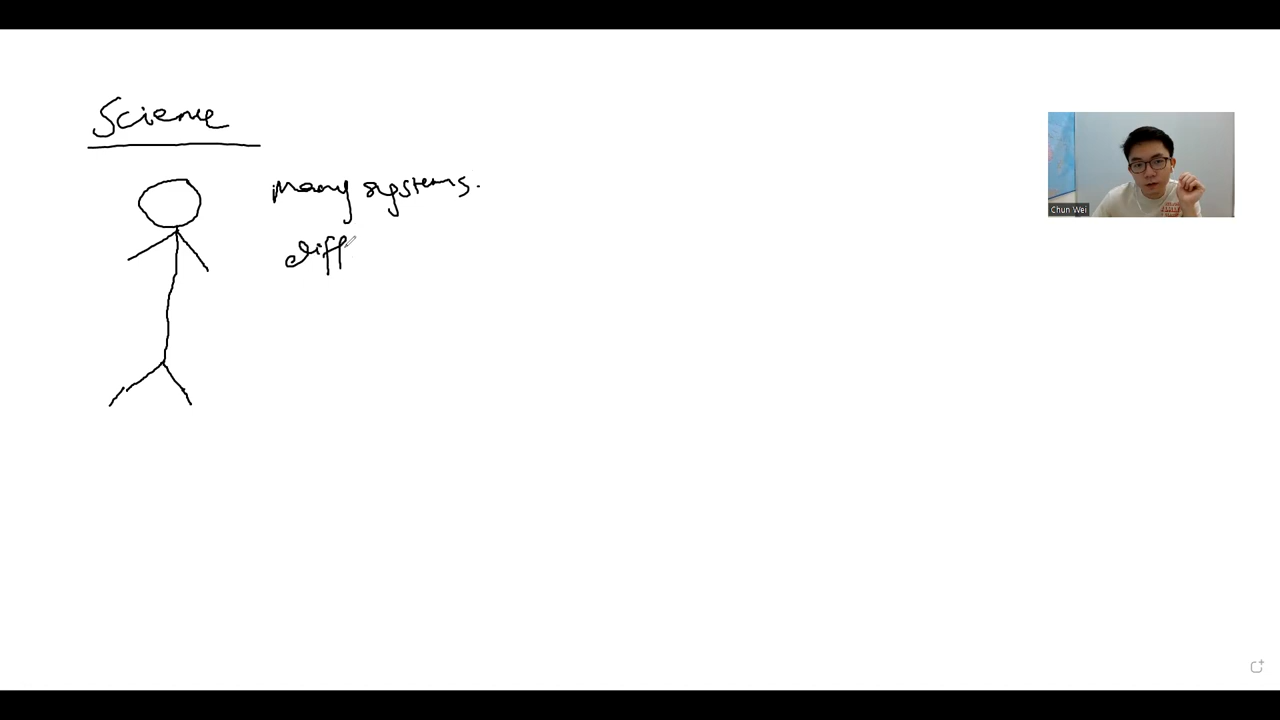 Science
many systems.
diff
Chun Wei